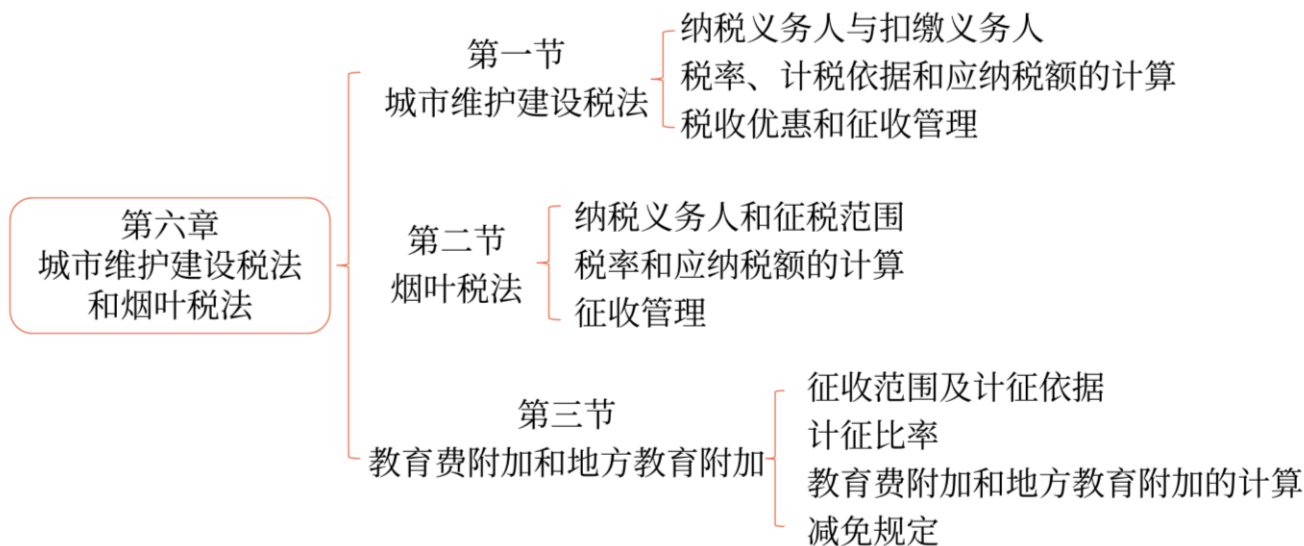 第六章
城市维护建设税法
和烟叶税法
第一节
城市维护建设税法
纳税义务人与扣缴义务人
税率、计税依据和应纳税额的计算
税收优惠和征收管理
第二节
烟叶税法
纳税义务人和征税范围
税率和应纳税额的计算
征收管理
第三节
教育费附加和地方教育附加
征收范围及计征依据
计征比率
教育费附加和地方教育附加的计算
减免规定